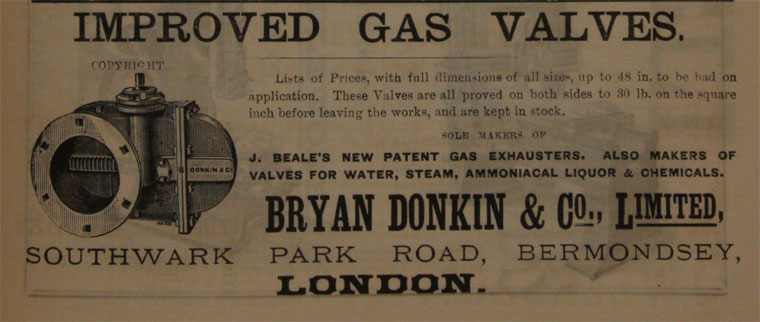 IMPROVED GAS VALVES.
COPYRIGHT.
Lists of Prices, with full dimensions of all sizes, up to 48 in. to be had on
application. These Valves are all proved on both sides to 30 lb. on the square
inch before leaving the works, and are kept in stock.
SOLE MAKERS OF
J. BEALE'S NEW PATENT GAS EXHAUSTERS. ALSO MAKERS OF
VALVES FOR WATER, STEAM, AMMONIACAL LIQUOR & CHEMICALS.
B. DONKIN & Co
BRYAN DONKIN & Co., LIMITED,
SOUTHWARK PARK ROAD, BERMONDSEY,
LONDON.